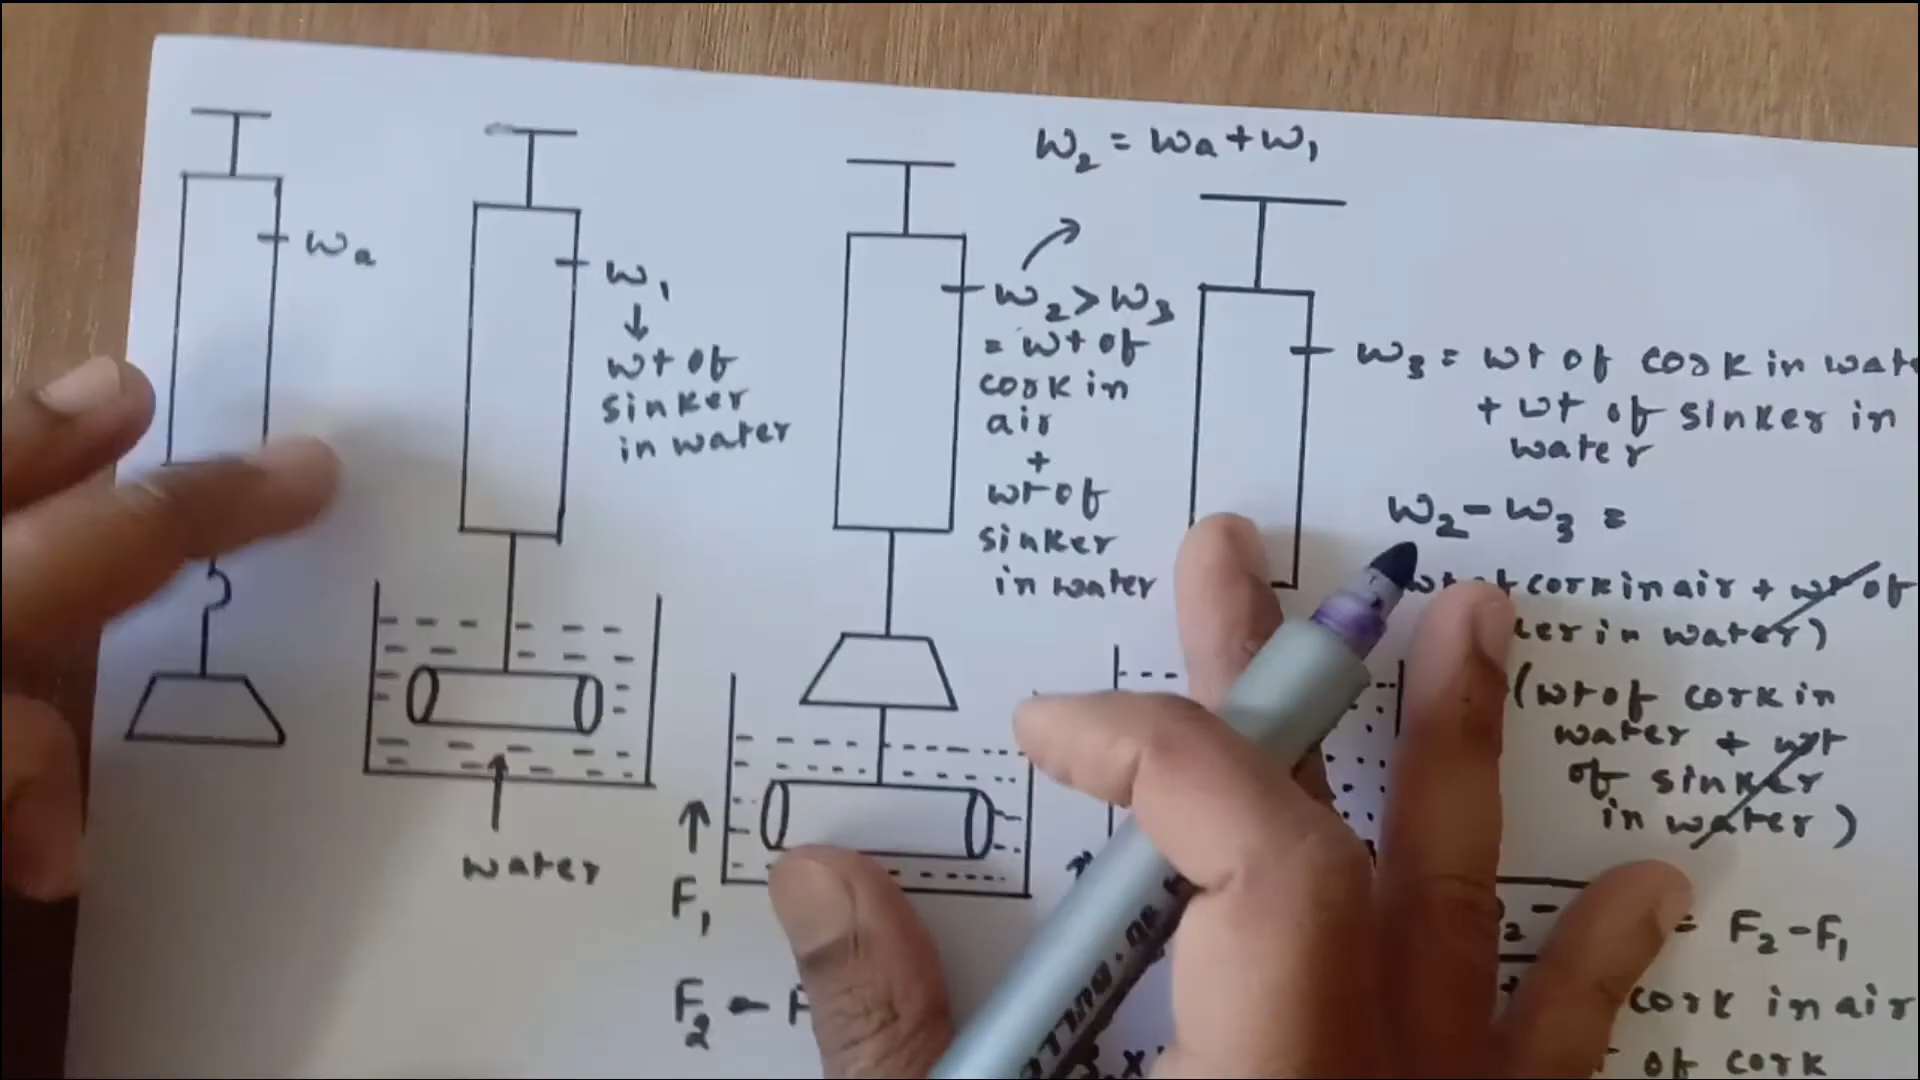 W₂ = Wa + W₁
Wa
W₁
↓
wt of
sinker
in water
W₂ > W₃
= wt of
cork in
air
+
wt of
sinker
in water
W₃ = wt of cork in wate
+ wt of sinker in
water
W₂ - W₃ =
cork in air + wt of
in water)
(wt of cork in
water + wt
of sinker
in water)
water
F₁
= F₂ - F₁
F₂ -
cork in air
of cork